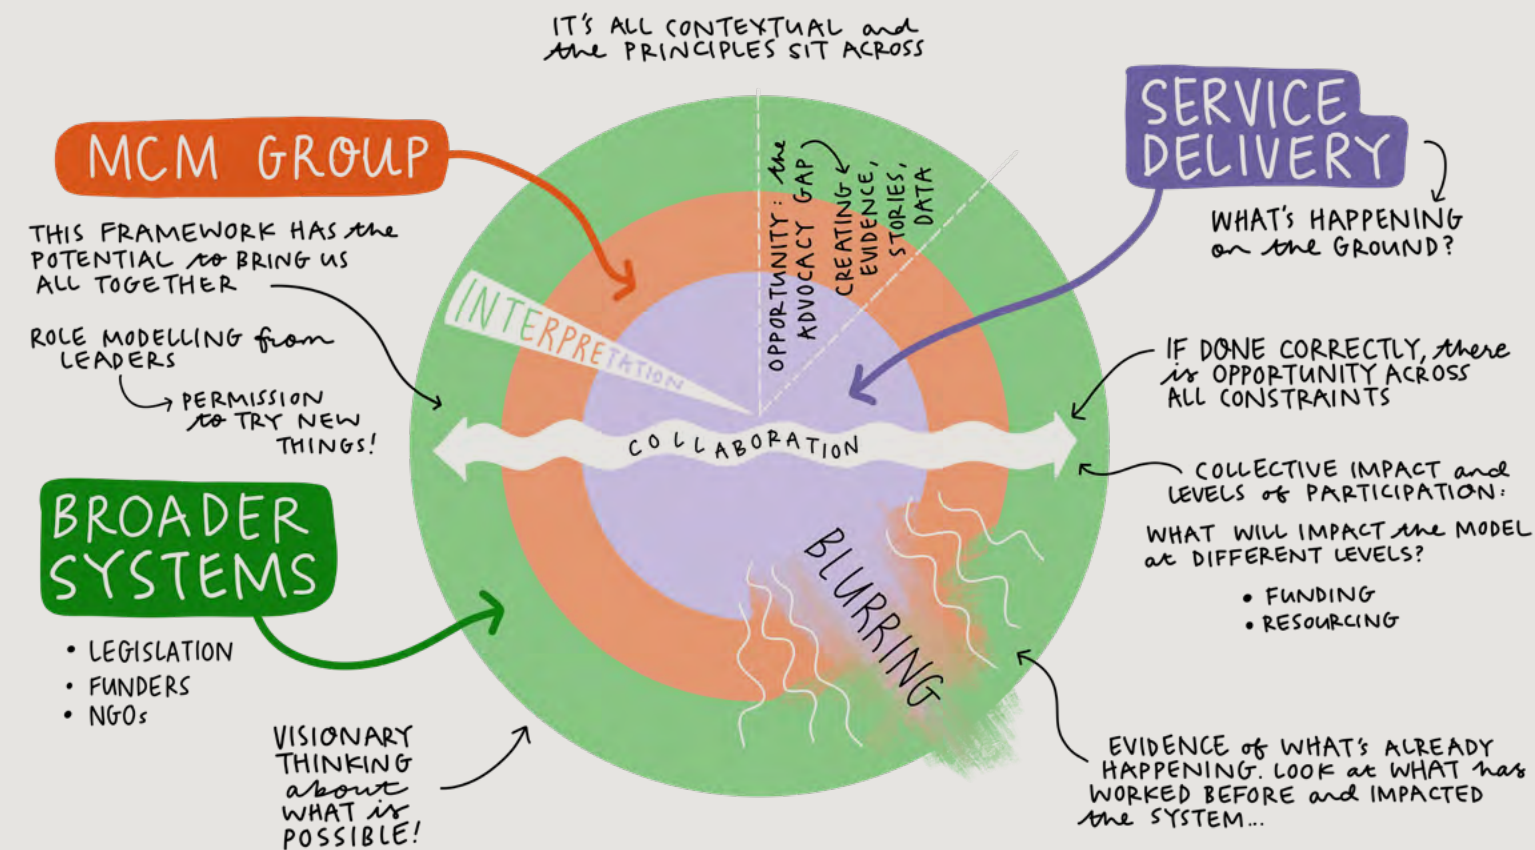 IT'S ALL CONTEXTUAL and
the PRINCIPLES SIT ACROSS
MCM GROUP
THIS FRAMEWORK HAS the
POTENTIAL to BRING US
ALL TOGETHER
ROLE MODELLING from
LEADERS
PERMISSION
to TRY NEW
THINGS!
BROADER
SYSTEMS
• LEGISLATION
• FUNDERS
• NGOs
VISIONARY
THINKING
about
WHAT is
POSSIBLE!
INTERPRETATION
OPPORTUNITY: the
ADVOCACY GAP
CREATING
EVIDENCE,
STORIES,
DATA
COLLABORATION
BLURRING
SERVICE
DELIVERY
WHAT'S HAPPENING
on the GROUND?
IF DONE CORRECTLY, there
is OPPORTUNITY ACROSS
ALL CONSTRAINTS
COLLECTIVE IMPACT and
LEVELS of PARTICIPATION:
WHAT WILL IMPACT the MODEL
at DIFFERENT LEVELS?
• FUNDING
• RESOURCING
EVIDENCE of WHAT'S ALREADY
HAPPENING. LOOK at WHAT has
WORKED BEFORE and IMPACTED
the SYSTEM...